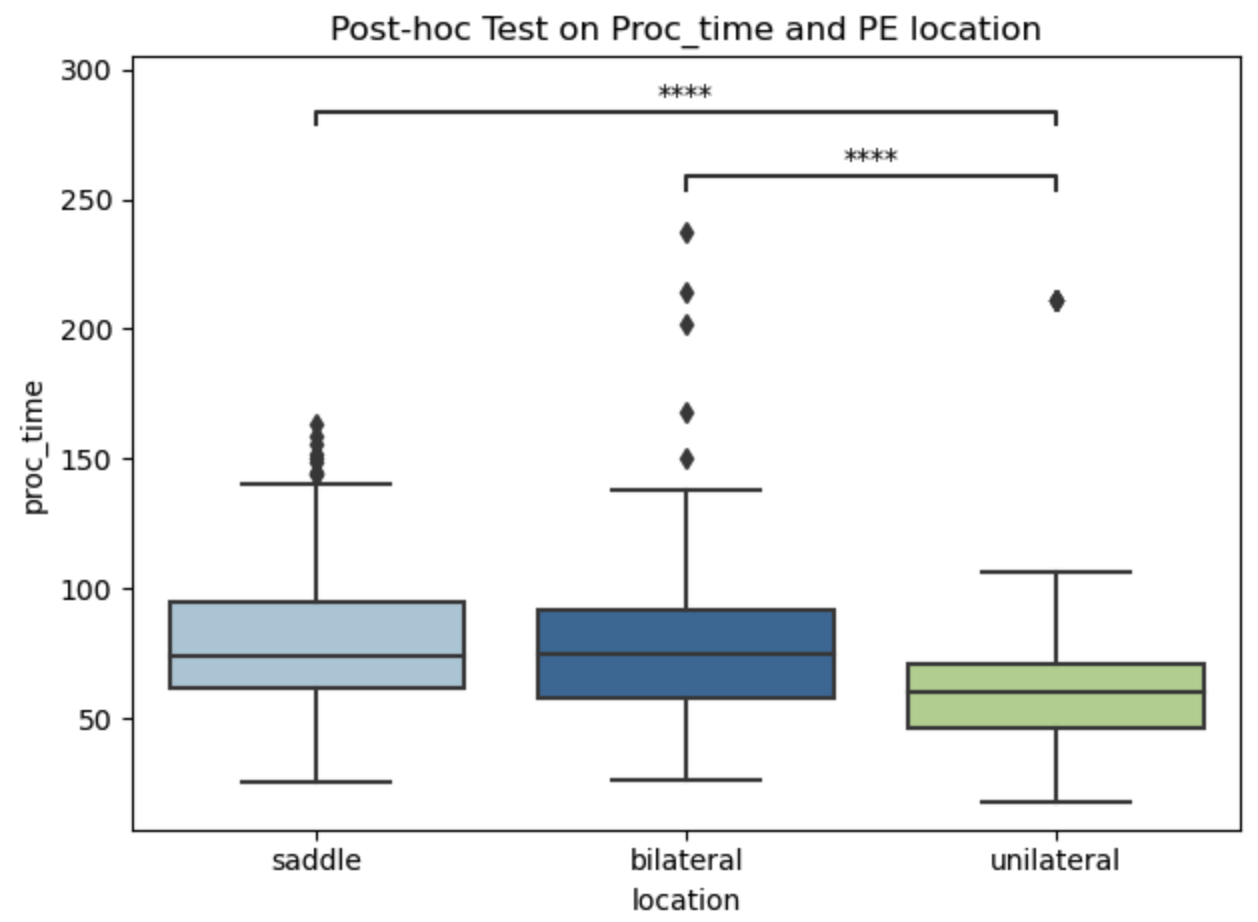 Post-hoc Test on Proc_time and PE location
300
250
200
150
100
50
proc_time
****
****
saddle
bilateral
unilateral
location